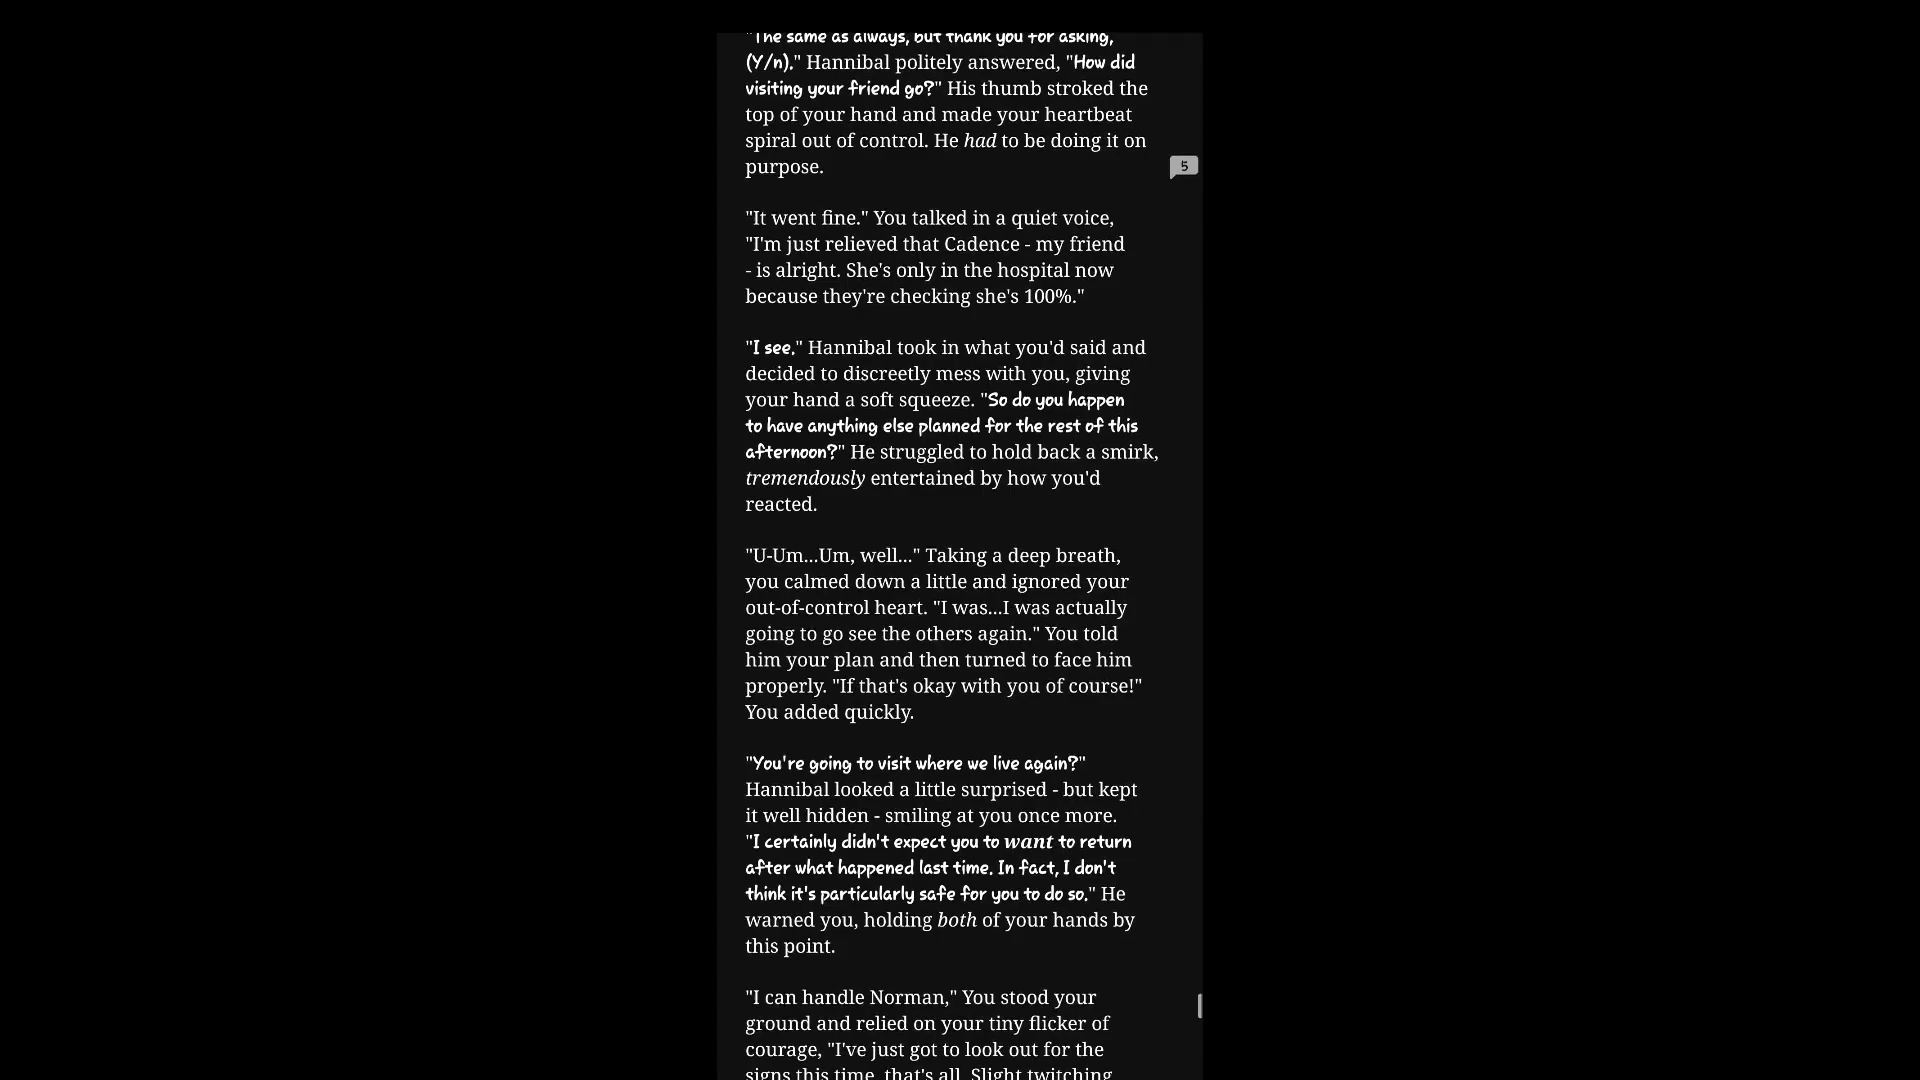 "The same as always, but thank you for asking,
(Y/n)." Hannibal politely answered, "How did
visiting your friend go?" His thumb stroked the
top of your hand and made your heartbeat
spiral out of control. He had to be doing it on
purpose.
5
"It went fine." You talked in a quiet voice,
"I'm just relieved that Cadence - my friend
- is alright. She's only in the hospital now
because they're checking she's 100%."
"I see." Hannibal took in what you'd said and
decided to discreetly mess with you, giving
your hand a soft squeeze. "So do you happen
to have anything else planned for the rest of this
afternoon?" He struggled to hold back a smirk,
tremendously entertained by how you'd
reacted.
"U-Um...Um, well..." Taking a deep breath,
you calmed down a little and ignored your
out-of-control heart. "I was...I was actually
going to go see the others again." You told
him your plan and then turned to face him
properly. "If that's okay with you of course!"
You added quickly.
"You're going to visit where we live again?"
Hannibal looked a little surprised - but kept
it well hidden - smiling at you once more.
"I certainly didn't expect you to want to return
after what happened last time. In fact, I don't
think it's particularly safe for you to do so." He
warned you, holding both of your hands by
this point.
"I can handle Norman," You stood your
ground and relied on your tiny flicker of
courage, "I've just got to look out for the
signs this time, that's all. Slight twitching,